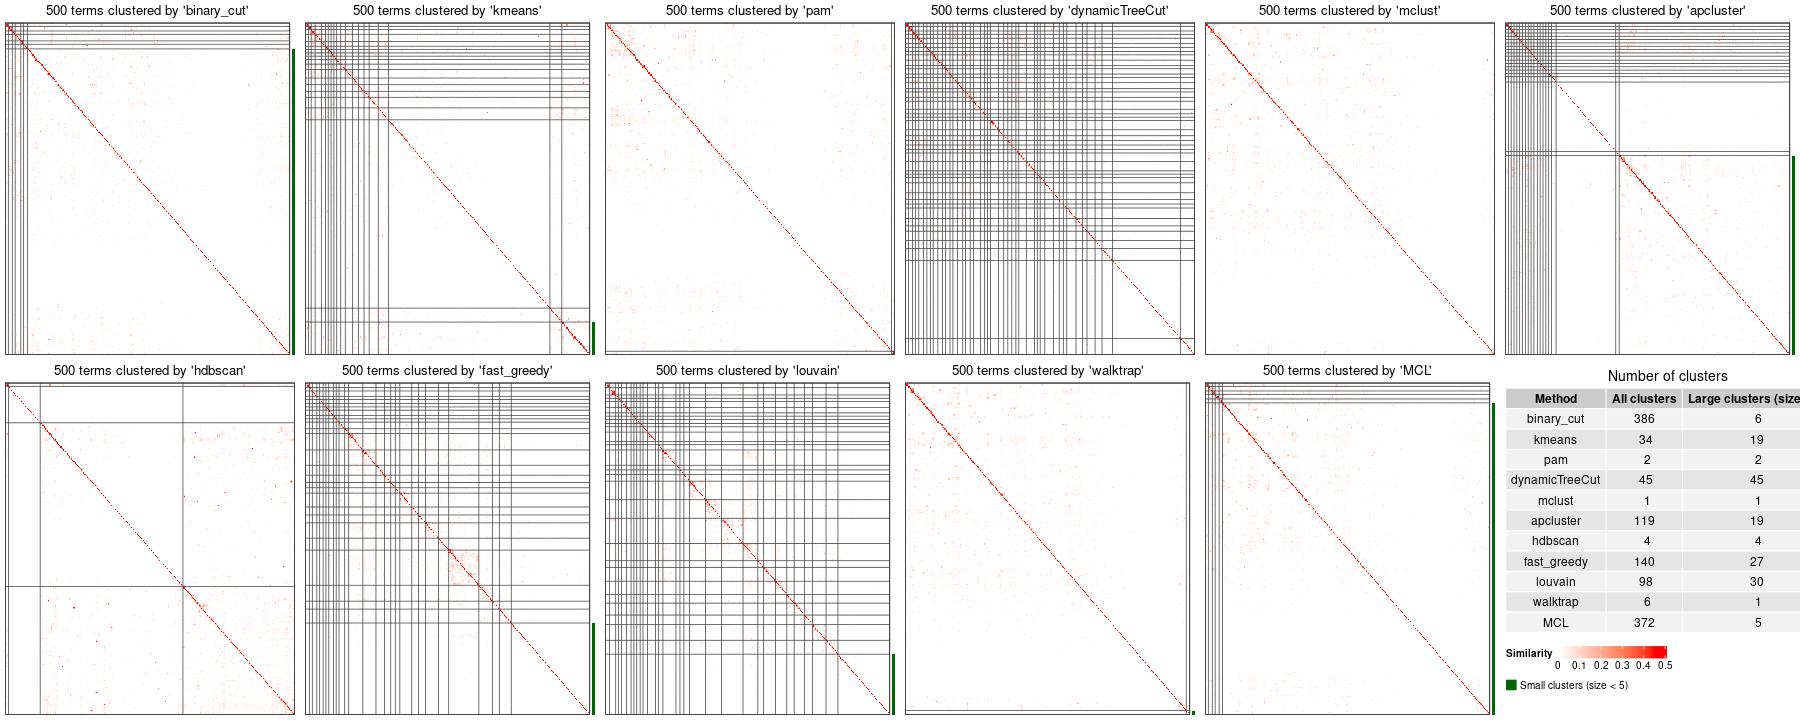 500 terms clustered by 'binary_cut'
500 terms clustered by 'kmeans'
500 terms clustered by 'pam'
500 terms clustered by 'dynamicTreeCut'
500 terms clustered by 'mclust'
500 terms clustered by 'apcluster'
500 terms clustered by 'hdbscan'
500 terms clustered by 'fast_greedy'
500 terms clustered by 'louvain'
500 terms clustered by 'walktrap'
500 terms clustered by 'MCL'
Number of clusters
Method All clusters Large clusters (size
binary_cut 386 6
kmeans 34 19
pam 2 2
dynamicTreeCut 45 45
mclust 1 1
apcluster 119 19
hdbscan 4 4
fast_greedy 140 27
louvain 98 30
walktrap 6 1
MCL 372 5
Similarity
0 0.1 0.2 0.3 0.4 0.5
Small clusters (size < 5)